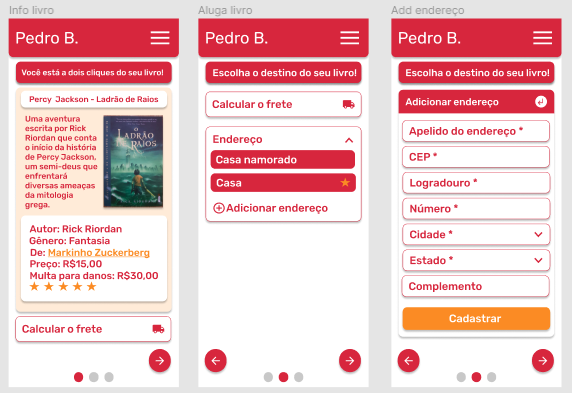 Info livro
Pedro B.
Você está a dois cliques do seu livro!
Percy Jackson - Ladrão de Raios
Uma aventura
escrita por Rick
Riordan que conta
o início da história
de Percy Jackson,
um semi-deus que
enfrentará
diversas ameaças
da mitologia
grega.
O
LADRÃO
DE RAIOS
Autor: Rick Riordan
Gênero: Fantasia
De: Markinho Zuckerberg
Preço: R$15,00
Multa para danos: R$30,00
Calcular o frete
Aluga livro
Pedro B.
Escolha o destino do seu livro!
Calcular o frete
Endereço
Casa namorado
Casa
Adicionar endereço
Add endereço
Pedro B.
Escolha o destino do seu livro!
Adicionar endereço
Apelido do endereço *
CEP *
Logradouro *
Número *
Cidade *
Estado *
Complemento
Cadastrar